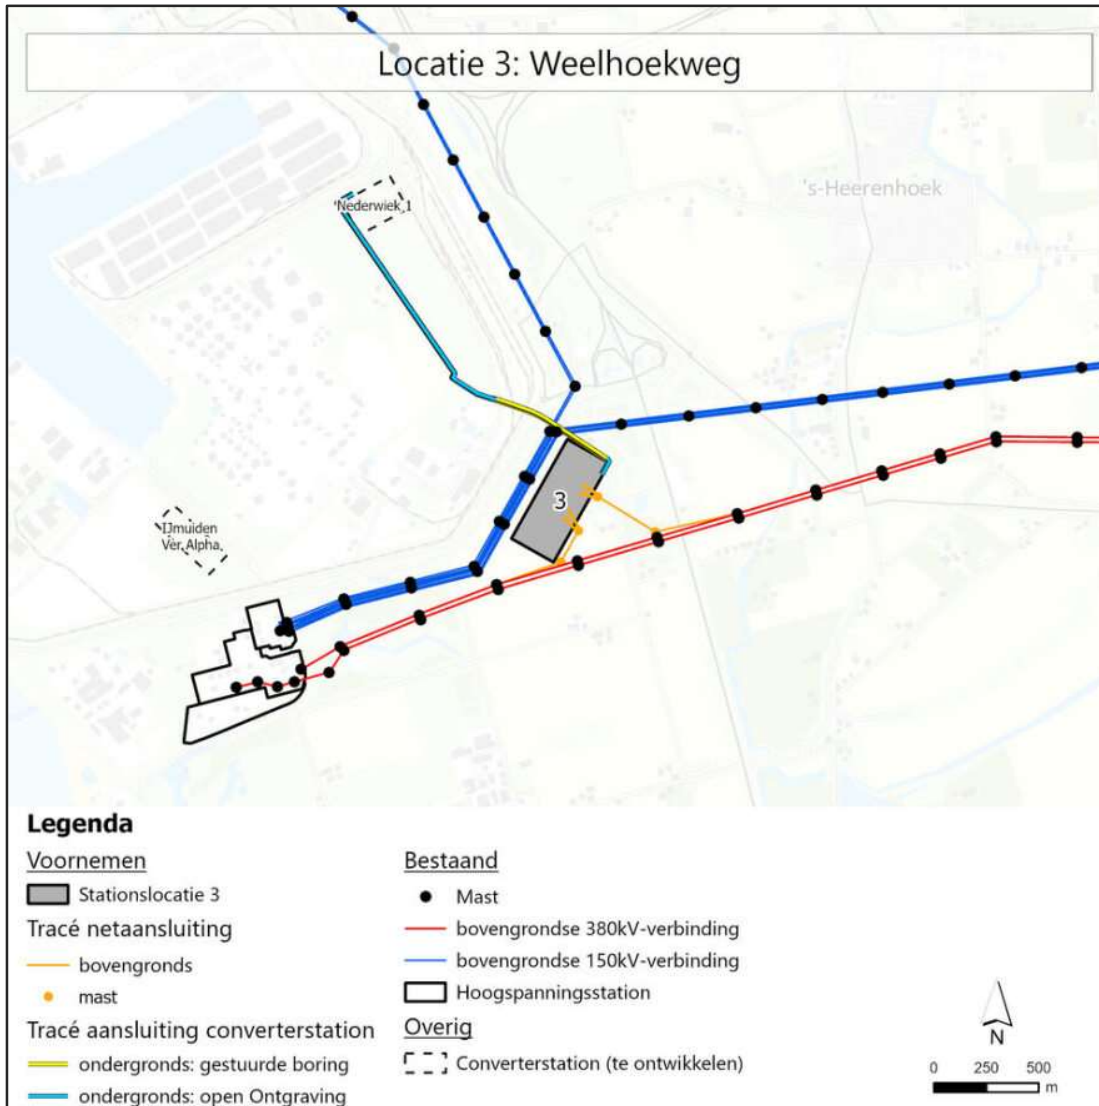 Locatie 3: Weelhoekweg
's-Heerenhoek
Nederwiek 1
3
IJmuiden
Ver Alpha
Legenda
Voornemen
Stationslocatie 3
Tracé netaansluiting
bovengronds
mast
Tracé aansluiting converterstation
ondergronds: gestuurde boring
ondergronds: open Ontgraving
Bestaand
Mast
bovengrondse 380kV-verbinding
bovengrondse 150kV-verbinding
Hoogspanningsstation
Overig
Converterstation (te ontwikkelen)
N
0 250 500
m